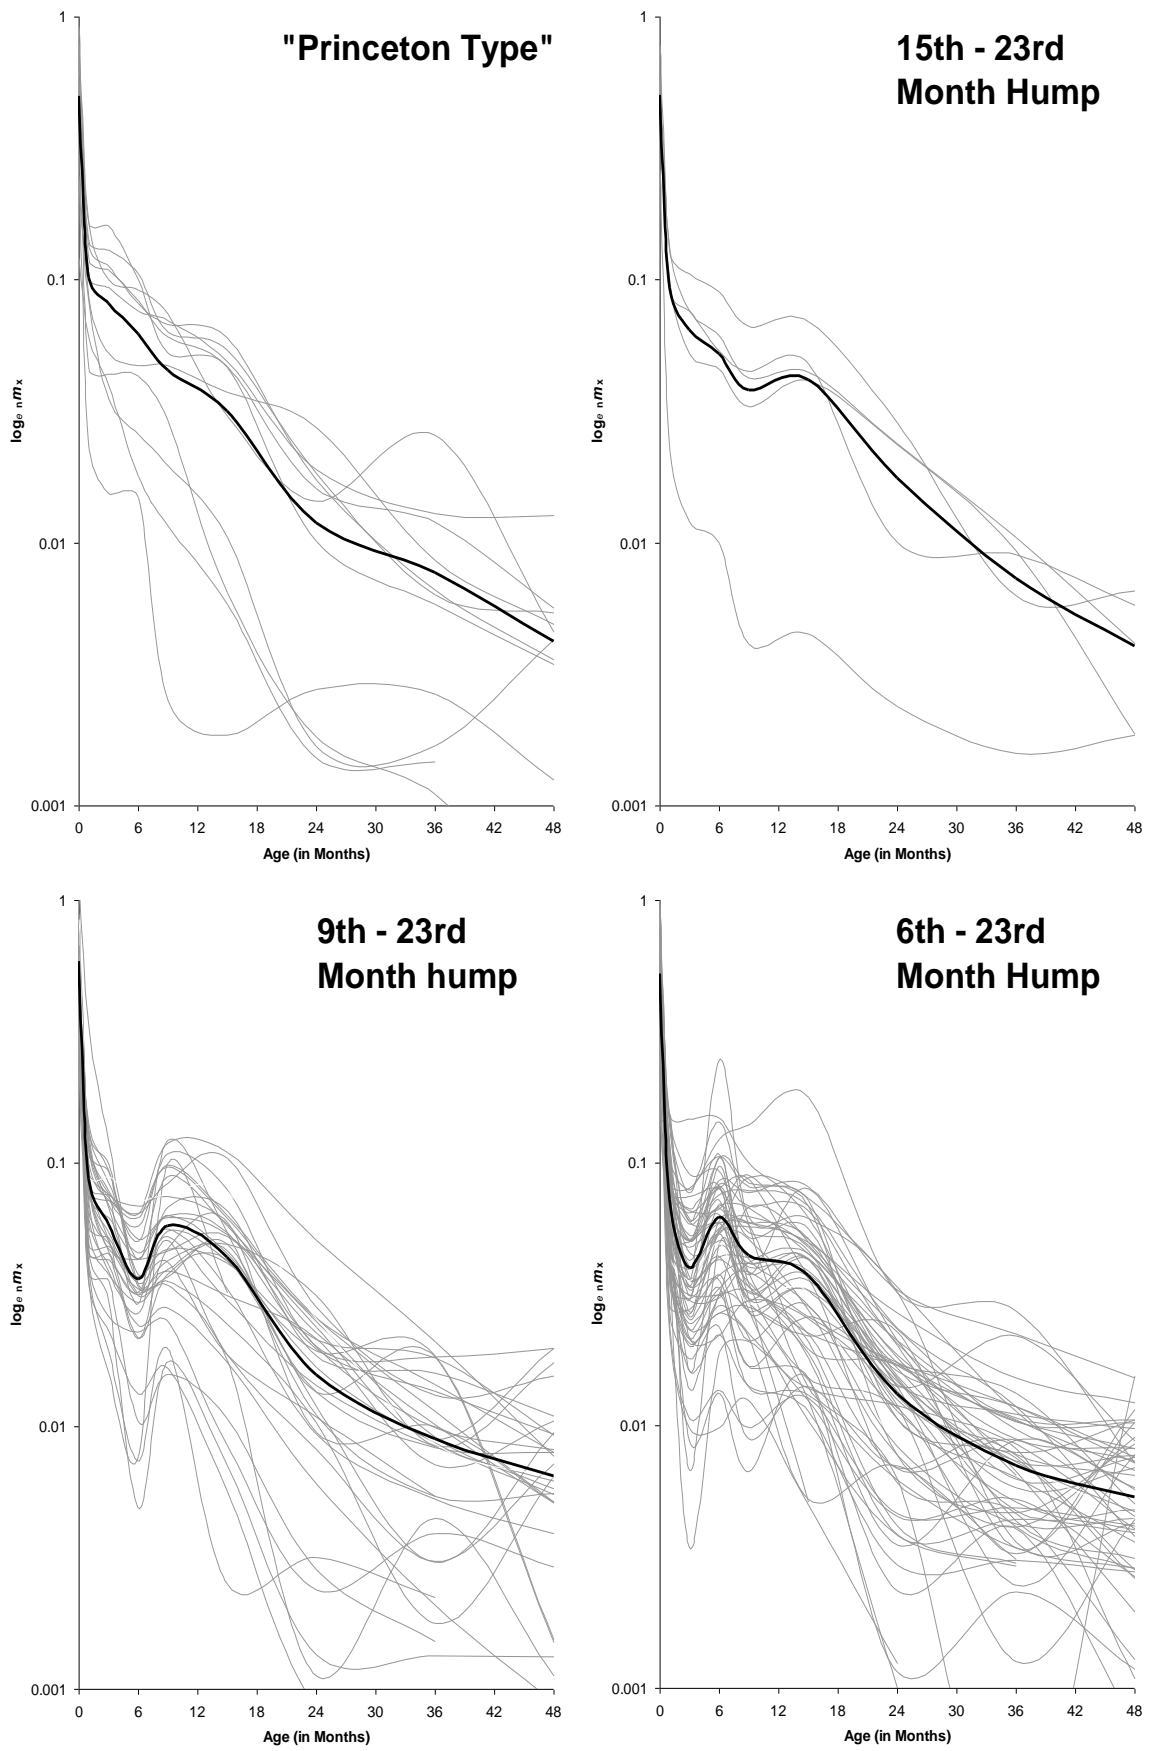 "Princeton Type"
1
0.1
0.01
0.001
logₑ ₙmₓ
0 6 12 18 24 30 36 42 48
Age (in Months)
15th - 23rd
Month Hump
1
0.1
0.01
0.001
logₑ ₙmₓ
0 6 12 18 24 30 36 42 48
Age (in Months)
9th - 23rd
Month hump
1
0.1
0.01
0.001
logₑ ₙmₓ
0 6 12 18 24 30 36 42 48
Age (in Months)
6th - 23rd
Month Hump
1
0.1
0.01
0.001
logₑ ₙmₓ
0 6 12 18 24 30 36 42 48
Age (in Months)